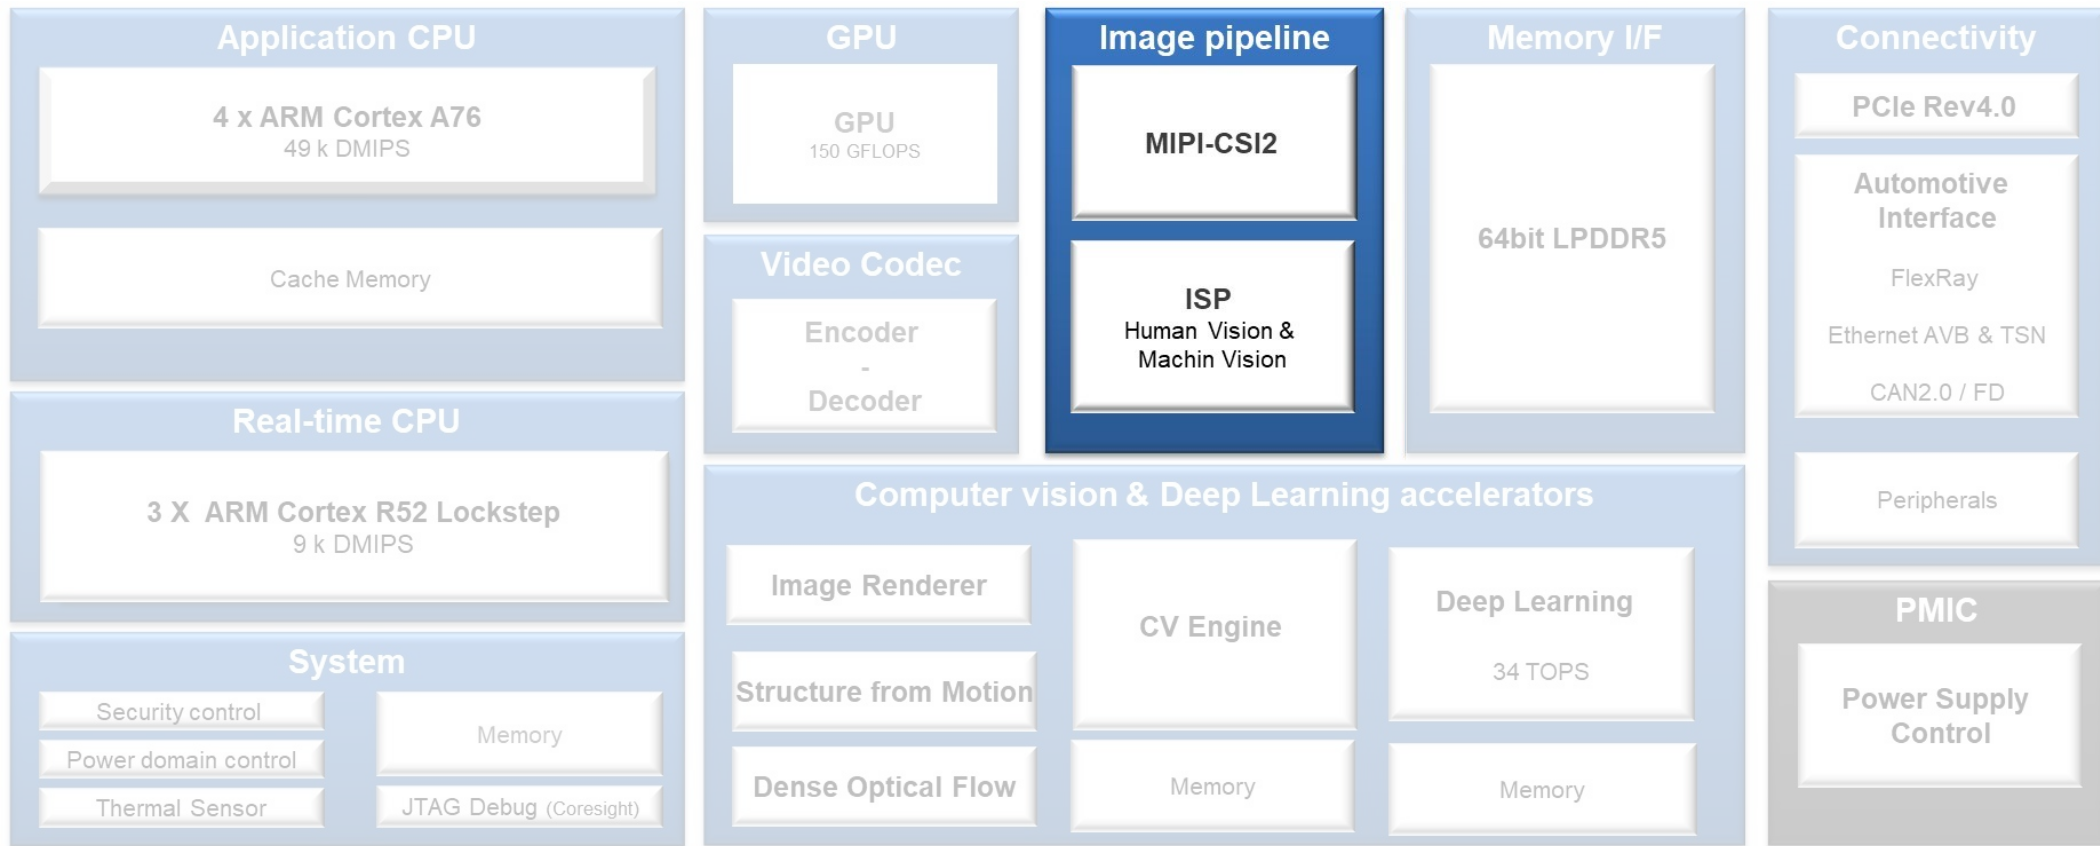 Application CPU
4 x ARM Cortex A76
49 k DMIPS
Cache Memory
Real-time CPU
3 X ARM Cortex R52 Lockstep
9 k DMIPS
System
Security control
Power domain control
Thermal Sensor
Memory
JTAG Debug (Coresight)
GPU
GPU
150 GFLOPS
Video Codec
Encoder
-
Decoder
Image pipeline
MIPI-CSI2
ISP
Human Vision &
Machin Vision
Memory I/F
64bit LPDDR5
Computer vision & Deep Learning accelerators
Image Renderer
Structure from Motion
Dense Optical Flow
CV Engine
Memory
Deep Learning
34 TOPS
Memory
Connectivity
PCIe Rev4.0
Automotive
Interface
FlexRay
Ethernet AVB & TSN
CAN2.0 / FD
Peripherals
PMIC
Power Supply
Control